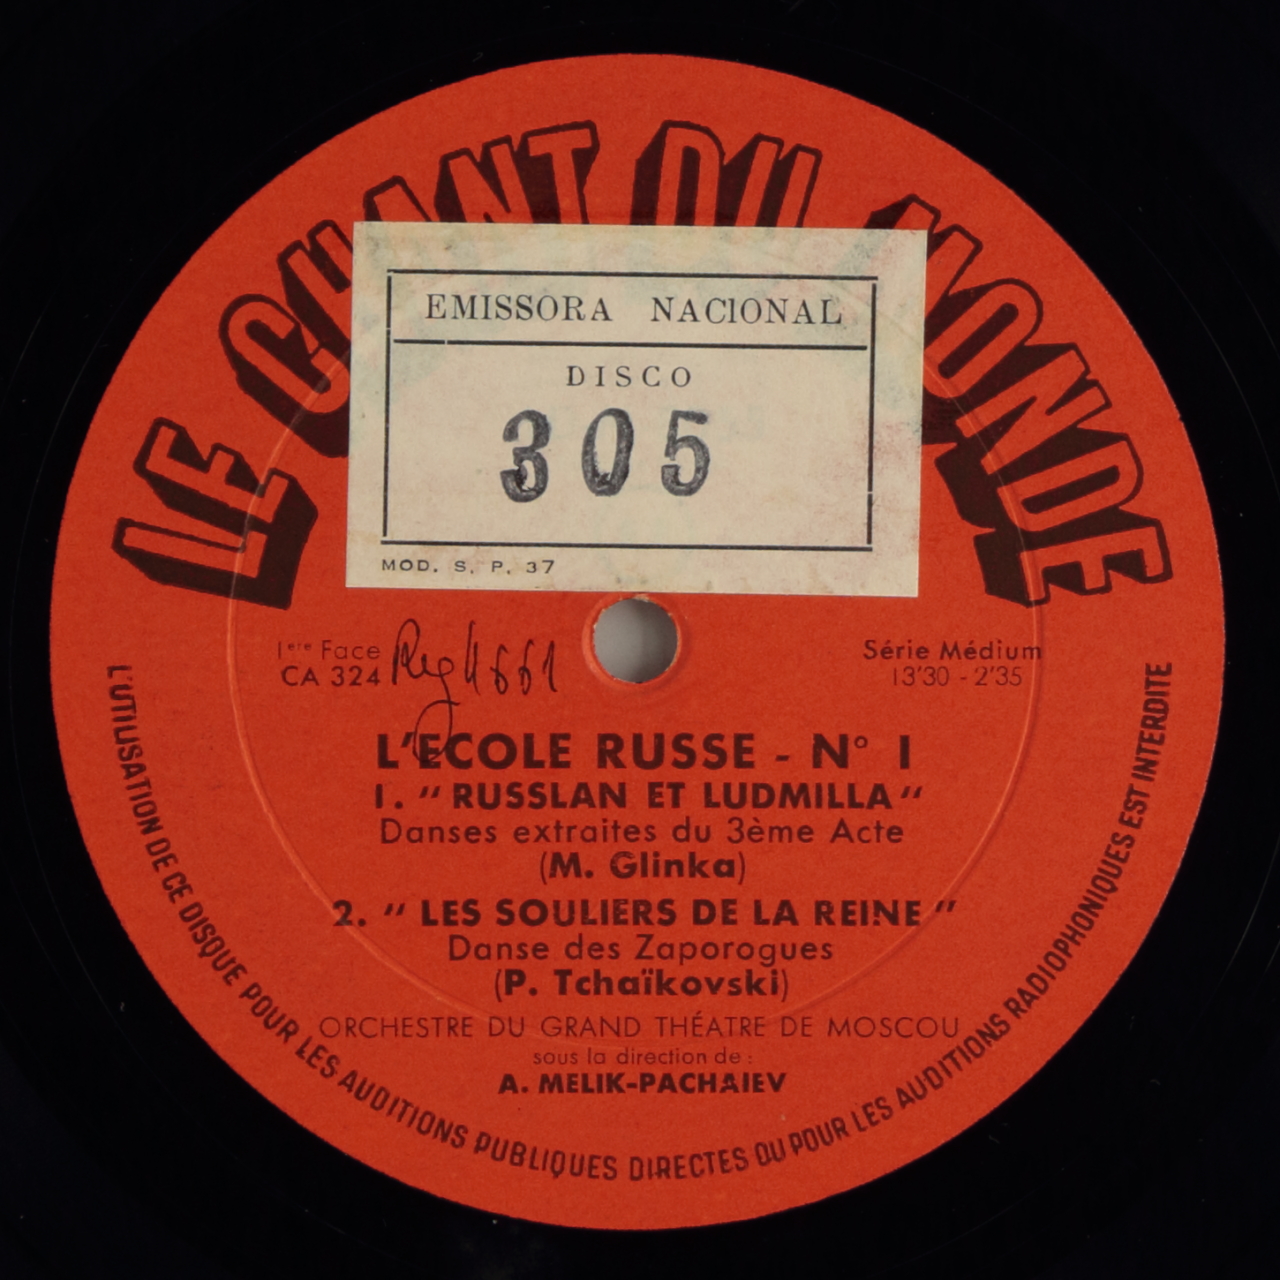 LE CHANT DU MONDE
EMISSORA NACIONAL
DISCO
305
MOD. S. P. 37
1ère Face
CA 324
Reg 4661
Série Médium
13'30 - 2'35
L'ECOLE RUSSE - N° 1
1. " RUSSLAN ET LUDMILLA "
Danses extraites du 3ème Acte
(M. Glinka)
2. " LES SOULIERS DE LA REINE "
Danse des Zaporogues
(P. Tchaïkovski)
ORCHESTRE DU GRAND THÉATRE DE MOSCOU
sous la direction de :
A. MELIK-PACHAIEV
L'UTILISATION DE CE DISQUE POUR LES AUDITIONS PUBLIQUES DIRECTES OU POUR LES AUDITIONS RADIOPHONIQUES EST INTERDITE